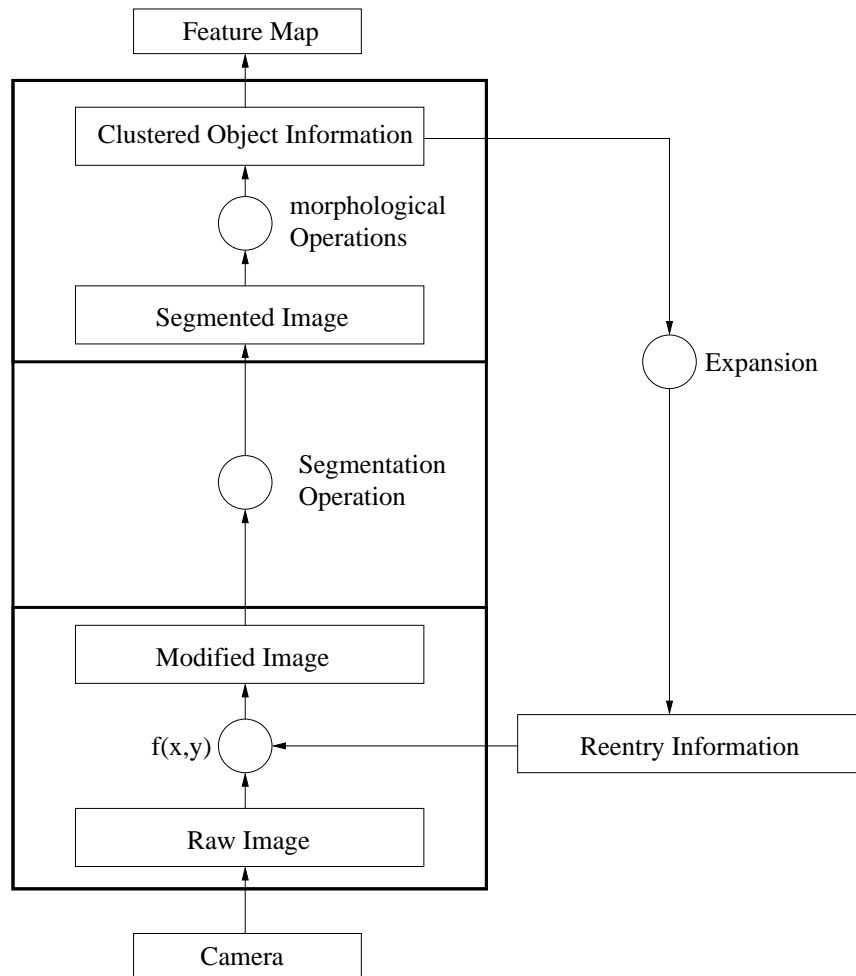 Feature Map
Clustered Object Information
morphological
Operations
Segmented Image
Expansion
Segmentation
Operation
Modified Image
f(x,y)
Reentry Information
Raw Image
Camera